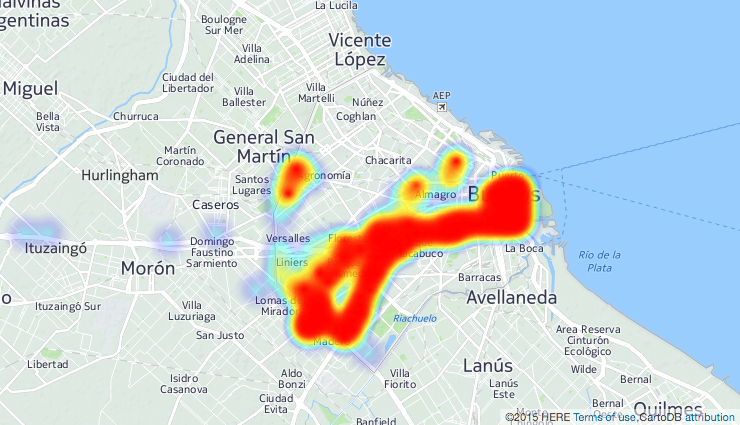 La Lucila
Malvinas
Argentinas
Boulogne
Sur Mer
Vicente
López
Villa
Adelina
Miguel
Ciudad del
Libertador
Villa
Ballester
Villa
Martelli
AEP
Núñez
Coghlan
Bella
Vista
Churruca
General San
Martín
Martín
Coronado
Chacarita
Hurlingham
Santos
Lugares
Agronomía
Almagro
Caseros
Ituzaingó
Domingo
Faustino
Sarmiento
Versalles
La Boca
Río de la
Plata
Morón
Liniers
Barracas
Ituzaingó Sur
Villa
Luzuriaga
Lomas del
Mirador
Avellaneda
San Justo
Riachuelo
Area Reserva
Cinturón
Ecológico
Libertad
Isidro
Casanova
Aldo
Bonzi
Villa
Fiorito
Lanús
Wilde
Lanús
Este
Bernal
Ciudad
Evita
Bernal
Quilmes
Banfield
©2015 HERE Terms of use,CartoDB attribution